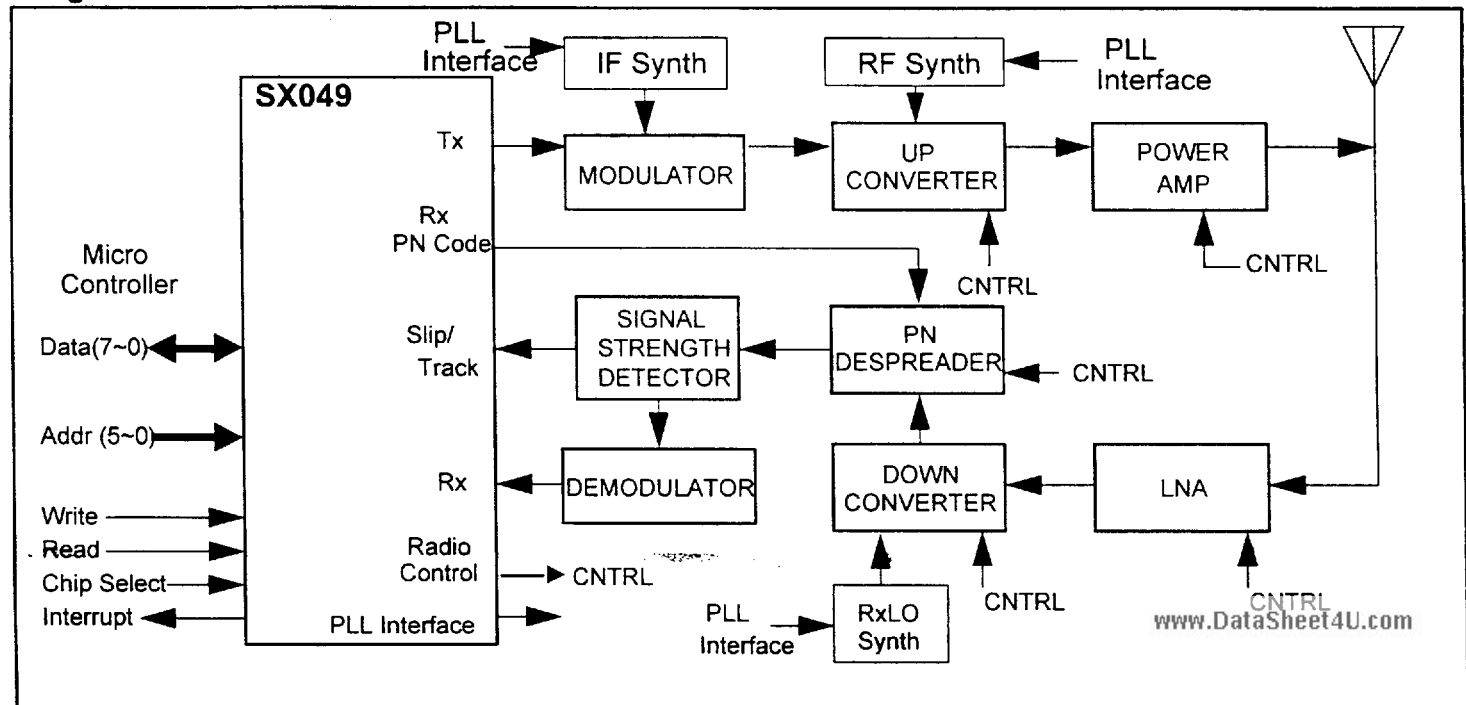 PLL
Interface
IF Synth
RF Synth
PLL
Interface
SX049
Tx
MODULATOR
UP
CONVERTER
POWER
AMP
Rx
PN Code
CNTRL
CNTRL
Micro
Controller
Data(7~0)
Slip/
Track
SIGNAL
STRENGTH
DETECTOR
PN
DESPREADER
CNTRL
Addr (5~0)
Rx
DEMODULATOR
DOWN
CONVERTER
LNA
Write
Read
Chip Select
Interrupt
Radio
Control
CNTRL
PLL Interface
PLL
Interface
RxLO
Synth
CNTRL
CNTRL
www.DataSheet4U.com